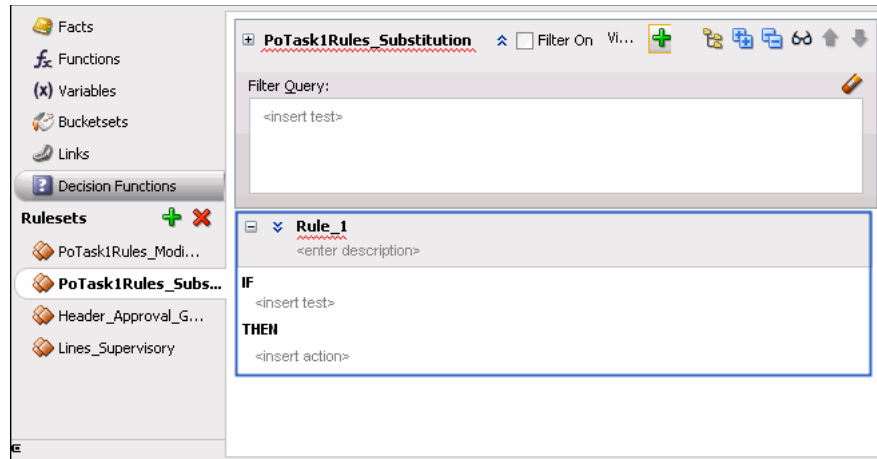 Facts
fx Functions
(x) Variables
Bucketsets
Links
Decision Functions
Rulesets
PoTask1Rules_Modi...
PoTask1Rules_Subs...
Header_Approval_G...
Lines_Supervisory
PoTask1Rules_Substitution Filter On Vi...
Filter Query:
<insert test>
Rule_1
<enter description>
IF
<insert test>
THEN
<insert action>